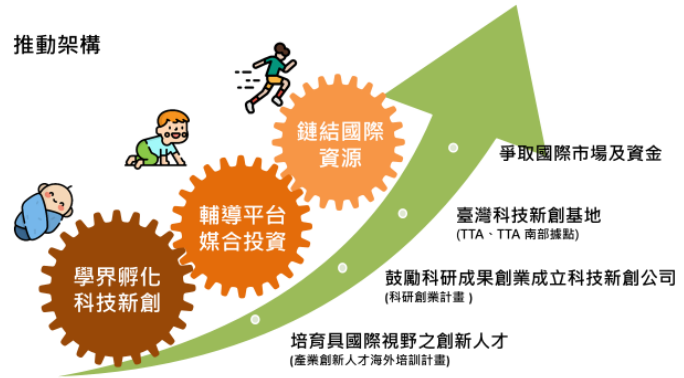 推動架構
鏈結國際
資源
輔導平台
媒合投資
學界孵化
科技新創
爭取國際市場及資金
臺灣科技新創基地
(TTA、TTA 南部據點)
鼓勵科研成果創業成立科技新創公司
(科研創業計畫 )
培育具國際視野之創新人才
(產業創新人才海外培訓計畫)